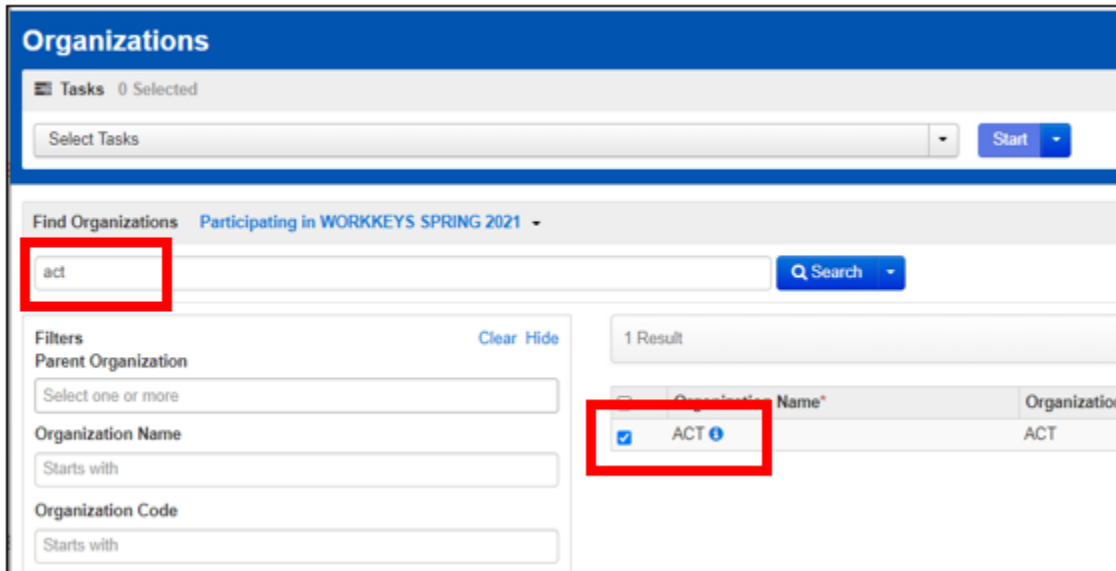 Organizations
Tasks 0 Selected
Select Tasks
Start
Find Organizations Participating in WORKKEYS SPRING 2021
act
Search
Filters Clear Hide
Parent Organization
Select one or more
Organization Name
Starts with
Organization Code
Starts with
1 Result
Organization Name* Organization
ACT ACT